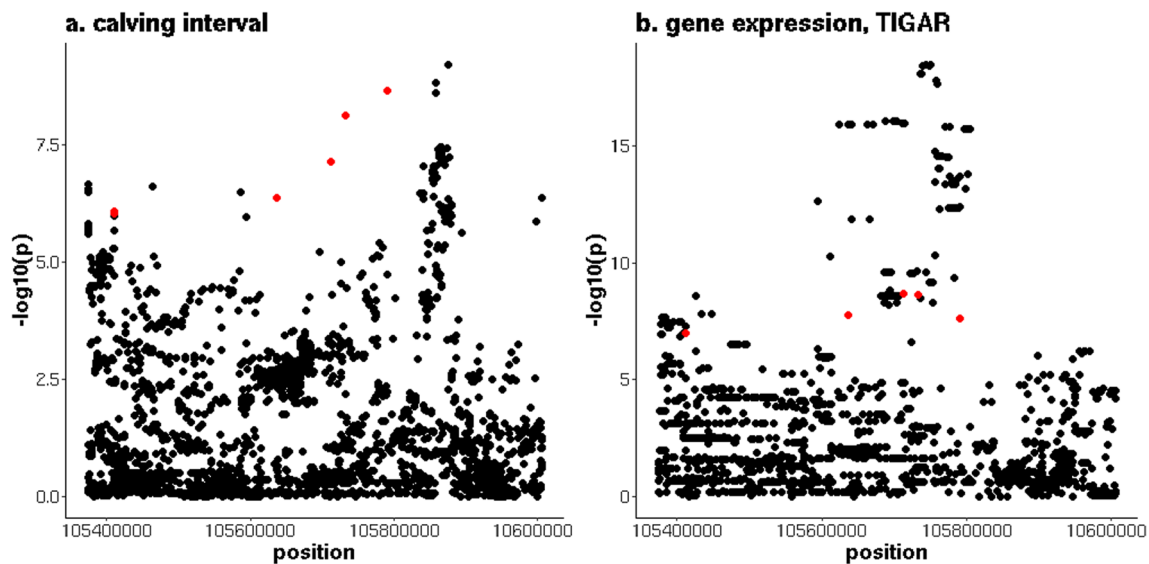 a. calving interval
b. gene expression, TIGAR
-log10(p)
7.5
5.0
2.5
0.0
105400000
105600000
105800000
10600000
position
-log10(p)
15
10
5
0
105400000
105600000
105800000
10600000
position